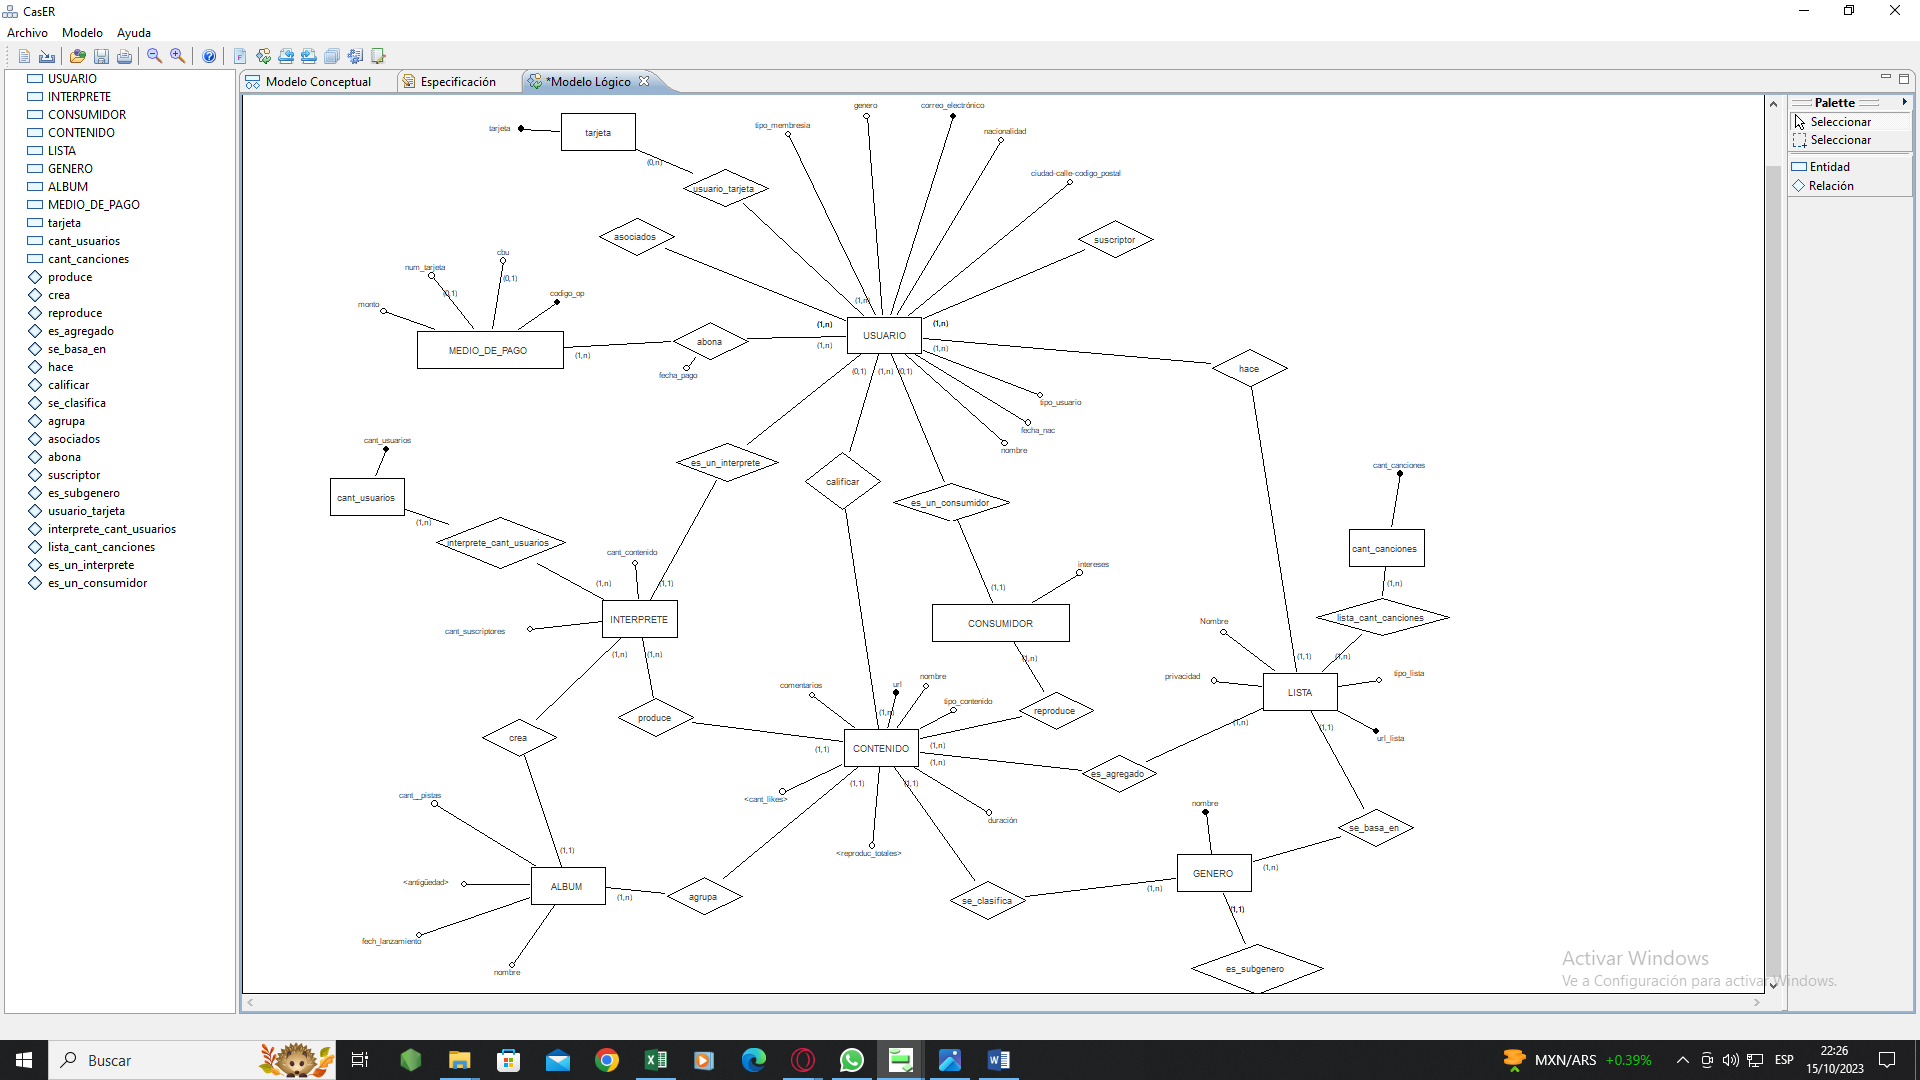 CasER
Archivo Modelo Ayuda
USUARIO
INTERPRETE
CONSUMIDOR
CONTENIDO
LISTA
GENERO
ALBUM
MEDIO_DE_PAGO
tarjeta
cant_usuarios
cant_canciones
produce
crea
reproduce
es_agregado
se_basa_en
hace
calificar
se_clasifica
agrupa
asociados
abona
suscriptor
es_subgenero
usuario_tarjeta
interprete_cant_usuarios
lista_cant_canciones
es_un_interprete
es_un_consumidor
Modelo Conceptual Especificación *Modelo Lógico
genero correo_electrónico
tarjeta tarjeta tipo_membresia nacionalidad
(0,n) ciudad-calle-codigo_postal
usuario_tarjeta
asociados suscriptor
cbu
num_tarjeta (0,1)
monto (0,1) codigo_op (1,n)
(1,n) (1,n)
MEDIO_DE_PAGO (1,n) abona (1,n) USUARIO (1,n)
fecha_pago (0,1) (1,n) (0,1) hace
tipo_usuario
fecha_nac
nombre
cant_usuarios
es_un_interprete calificar es_un_consumidor cant_canciones
cant_usuarios
(1,n)
interprete_cant_usuarios cant_contenido cant_canciones
(1,n) (1,1) (1,1) intereses (1,n)
INTERPRETE CONSUMIDOR Nombre lista_cant_canciones
cant_suscriptores
(1,n) (1,n) (1,n) (1,1) (1,n)
privacidad tipo_lista
comentarios url nombre LISTA
(1,n) tipo_contenido
produce reproduce (1,n) (1,1)
crea (1,1) CONTENIDO (1,n) url_lista
(1,n)
(1,1) (1,1) es_agregado
cant__pistas <cant_likes> nombre
duración se_basa_en
(1,1) <reproduc_totales>
<antigüedad> ALBUM GENERO (1,n)
(1,n) agrupa se_clasifica (1,n)
(1,1)
fech_lanzamiento
nombre es_subgenero
Palette
Seleccionar
Seleccionar
Entidad
Relación
Activar Windows
Ve a Configuración para activar Windows.
Buscar
MXN/ARS +0.39%
ESP
22:26
15/10/2023